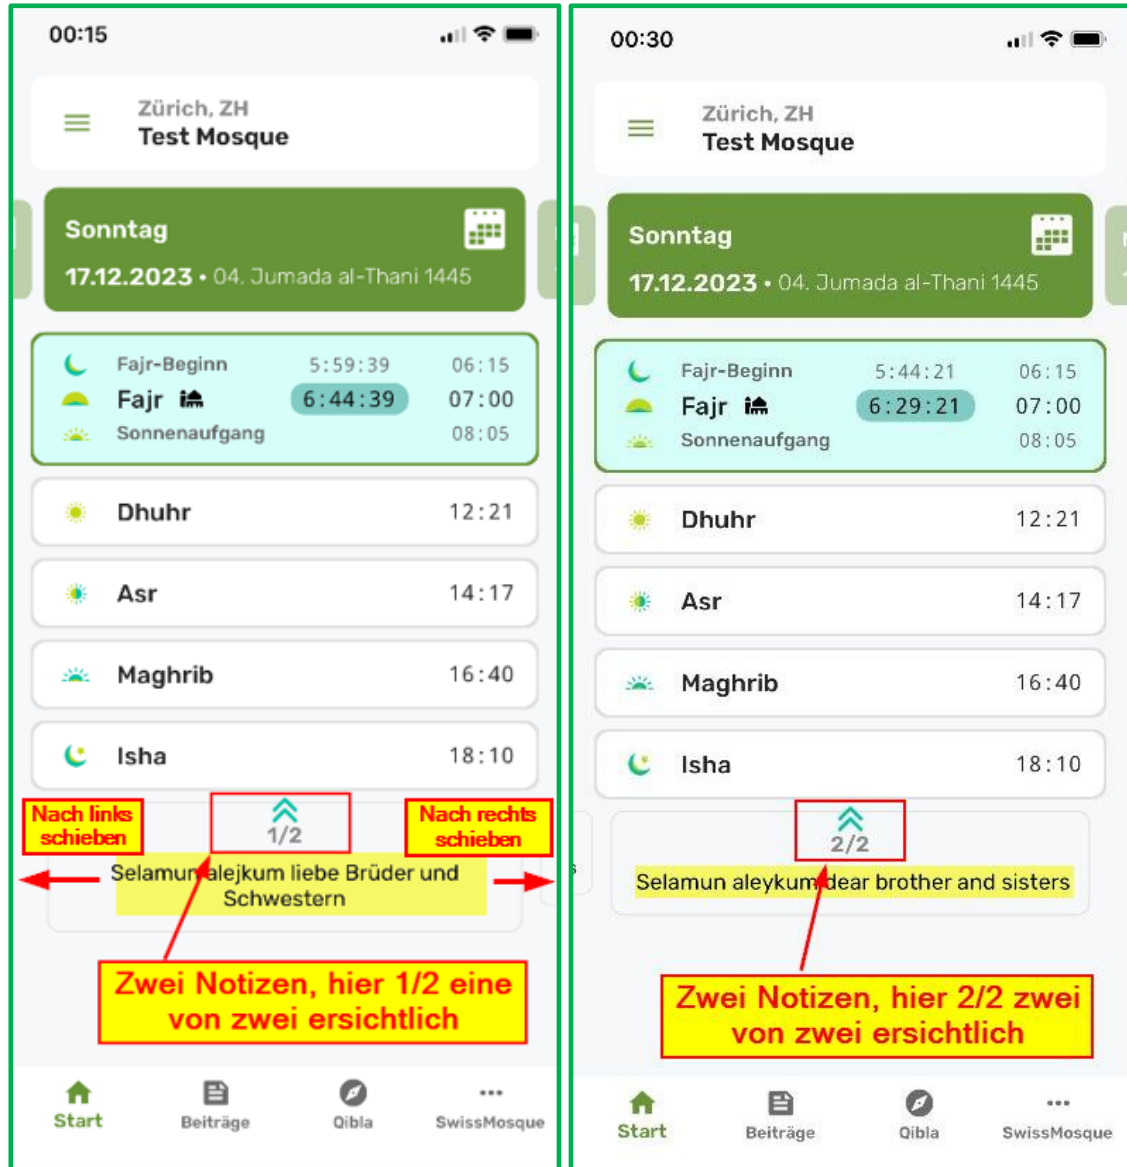 00:15
Zürich, ZH
Test Mosque
Sonntag
17.12.2023 • 04. Jumada al-Thani 1445
Fajr-Beginn 5:59:39 06:15
Fajr 6:44:39 07:00
Sonnenaufgang 08:05
Dhuhr 12:21
Asr 14:17
Maghrib 16:40
Isha 18:10
Nach links
schieben
1/2
Nach rechts
schieben
Selamun alejkum liebe Brüder und
Schwestern
Zwei Notizen, hier 1/2 eine
von zwei ersichtlich
Start Beiträge Qibla SwissMosque
00:30
Zürich, ZH
Test Mosque
Sonntag
17.12.2023 • 04. Jumada al-Thani 1445
Fajr-Beginn 5:44:21 06:15
Fajr 6:29:21 07:00
Sonnenaufgang 08:05
Dhuhr 12:21
Asr 14:17
Maghrib 16:40
Isha 18:10
2/2
Selamun aleykum dear brother and sisters
Zwei Notizen, hier 2/2 zwei
von zwei ersichtlich
Start Beiträge Qibla SwissMosque